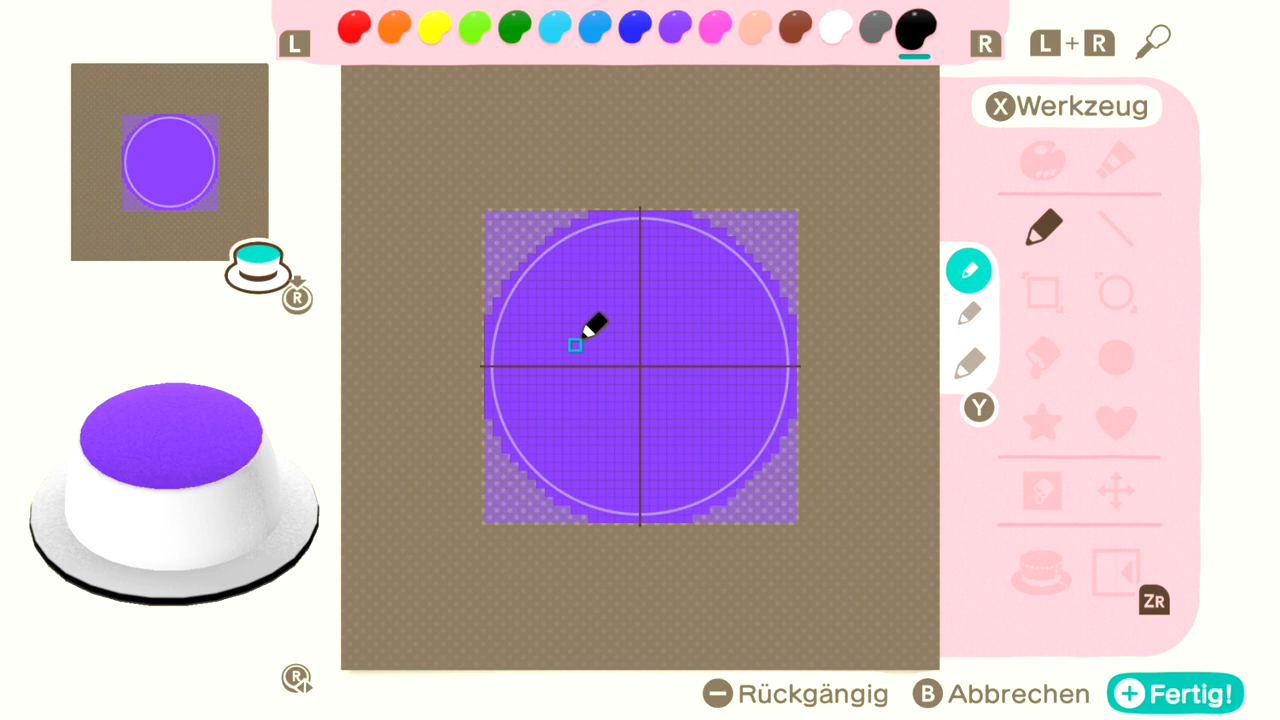 L
R
L + R
X Werkzeug
R
Y
ZR
R
− Rückgängig
B Abbrechen
+ Fertig!